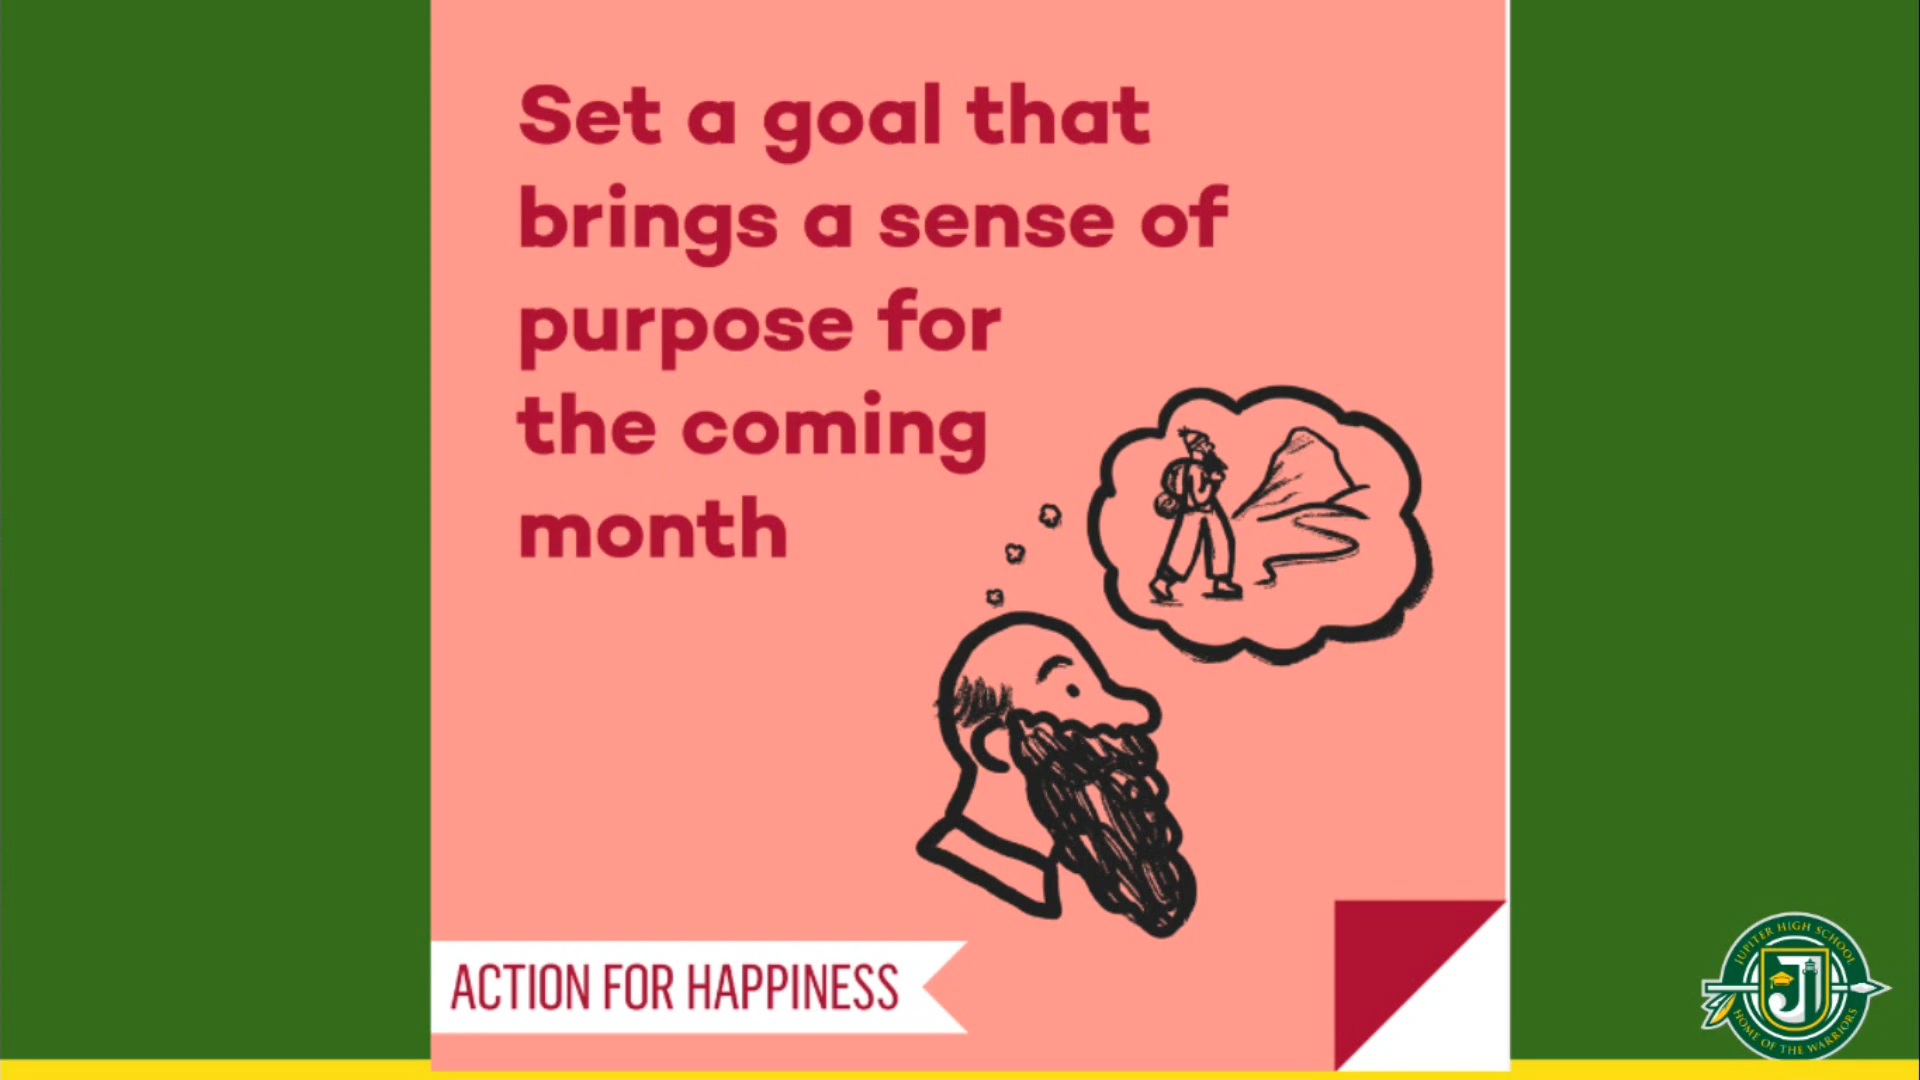 Set a goal that
brings a sense of
purpose for
the coming
month
ACTION FOR HAPPINESS
JUPITER HIGH SCHOOL
J
HOME OF THE WARRIORS